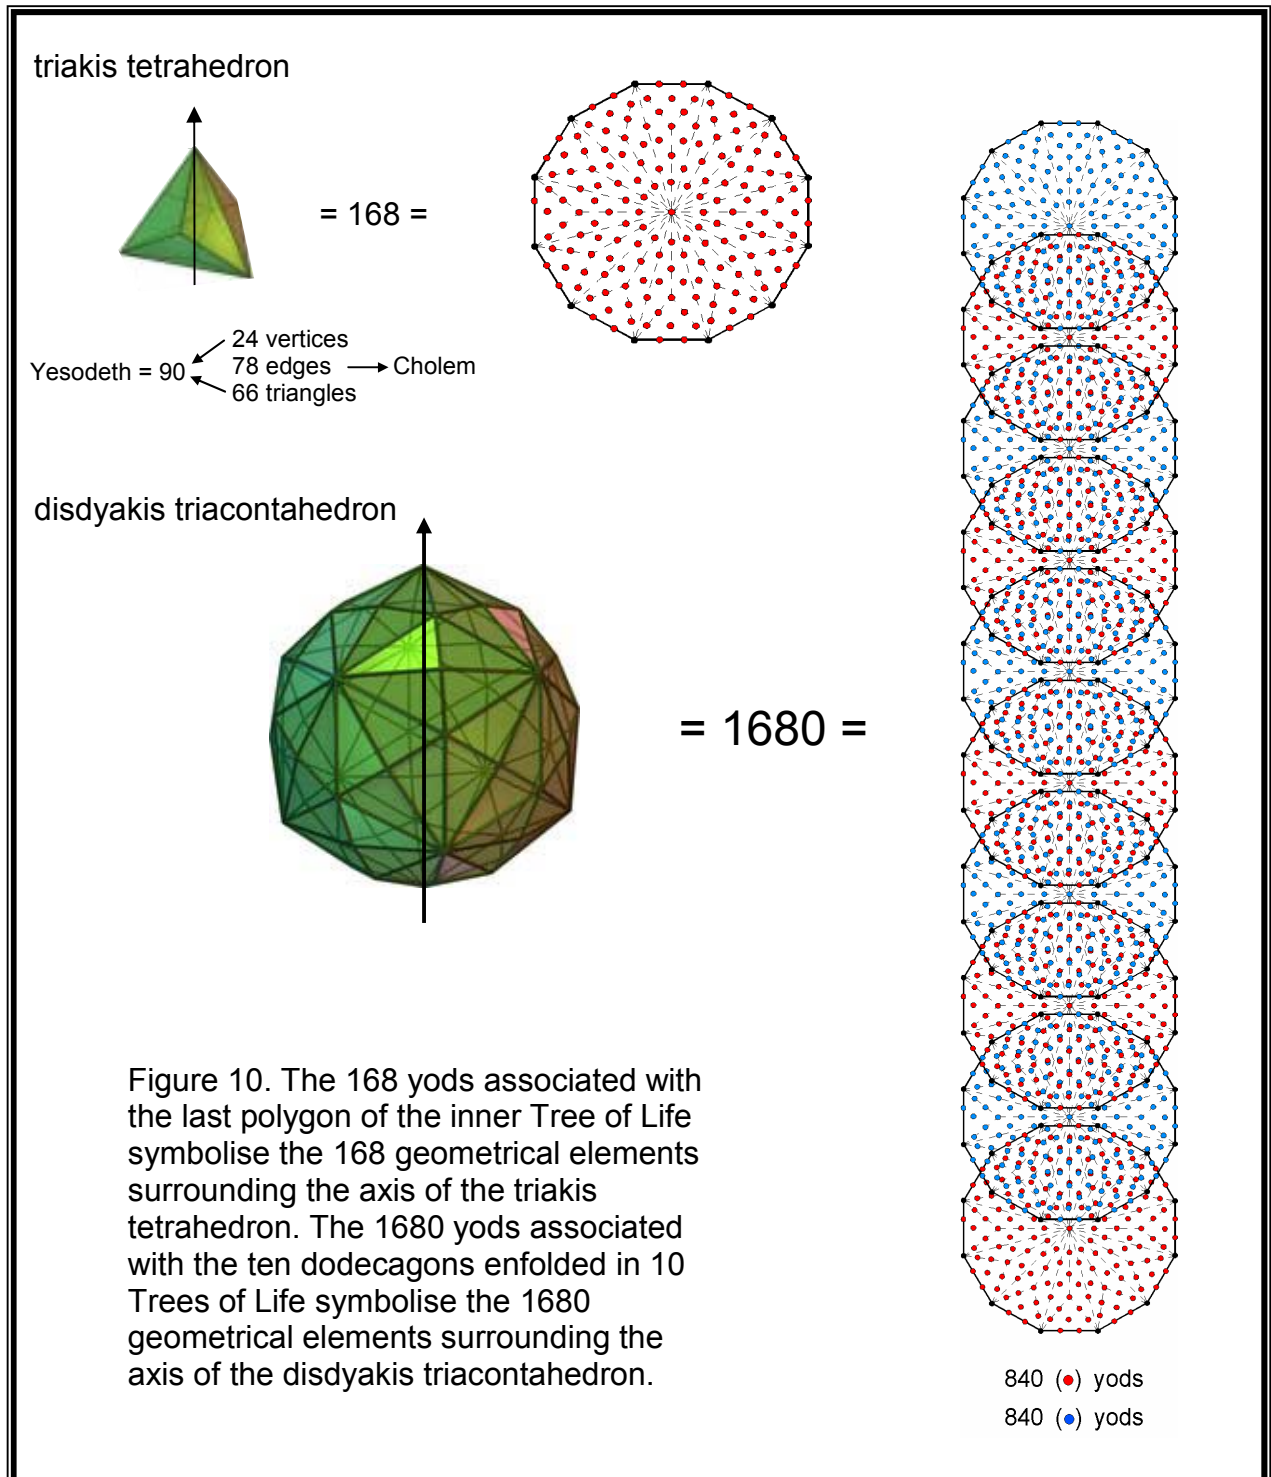 triakis tetrahedron
= 168 =
24 vertices
Yesodeth = 90 78 edges Cholem
66 triangles
disdyakis triacontahedron
= 1680 =
Figure 10. The 168 yods associated with
the last polygon of the inner Tree of Life
symbolise the 168 geometrical elements
surrounding the axis of the triakis
tetrahedron. The 1680 yods associated
with the ten dodecagons enfolded in 10
Trees of Life symbolise the 1680
geometrical elements surrounding the
axis of the disdyakis triacontahedron.
840 (●) yods
840 (●) yods